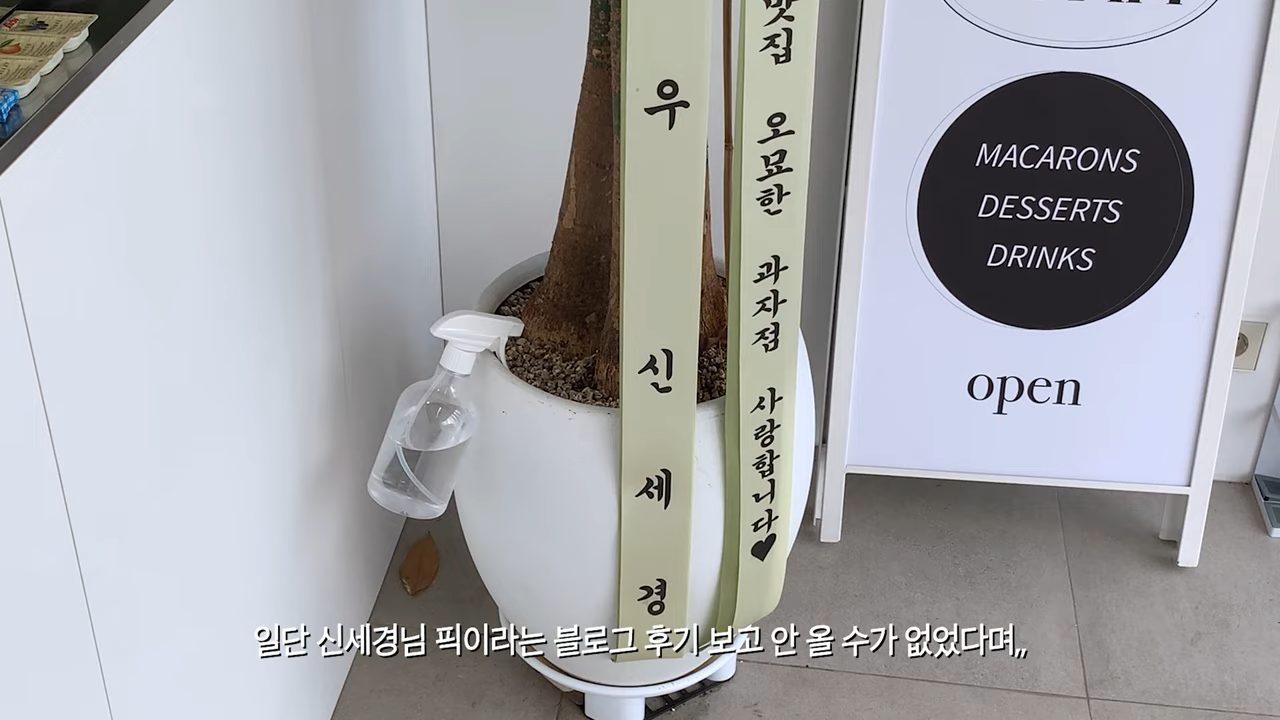 우 신 세 경
맛집 오묘한 과자점 사랑합니다♥
MACARONS
DESSERTS
DRINKS
open
일단 신세경님 픽이라는 블로그 후기 보고 안 올 수가 없었다며,,